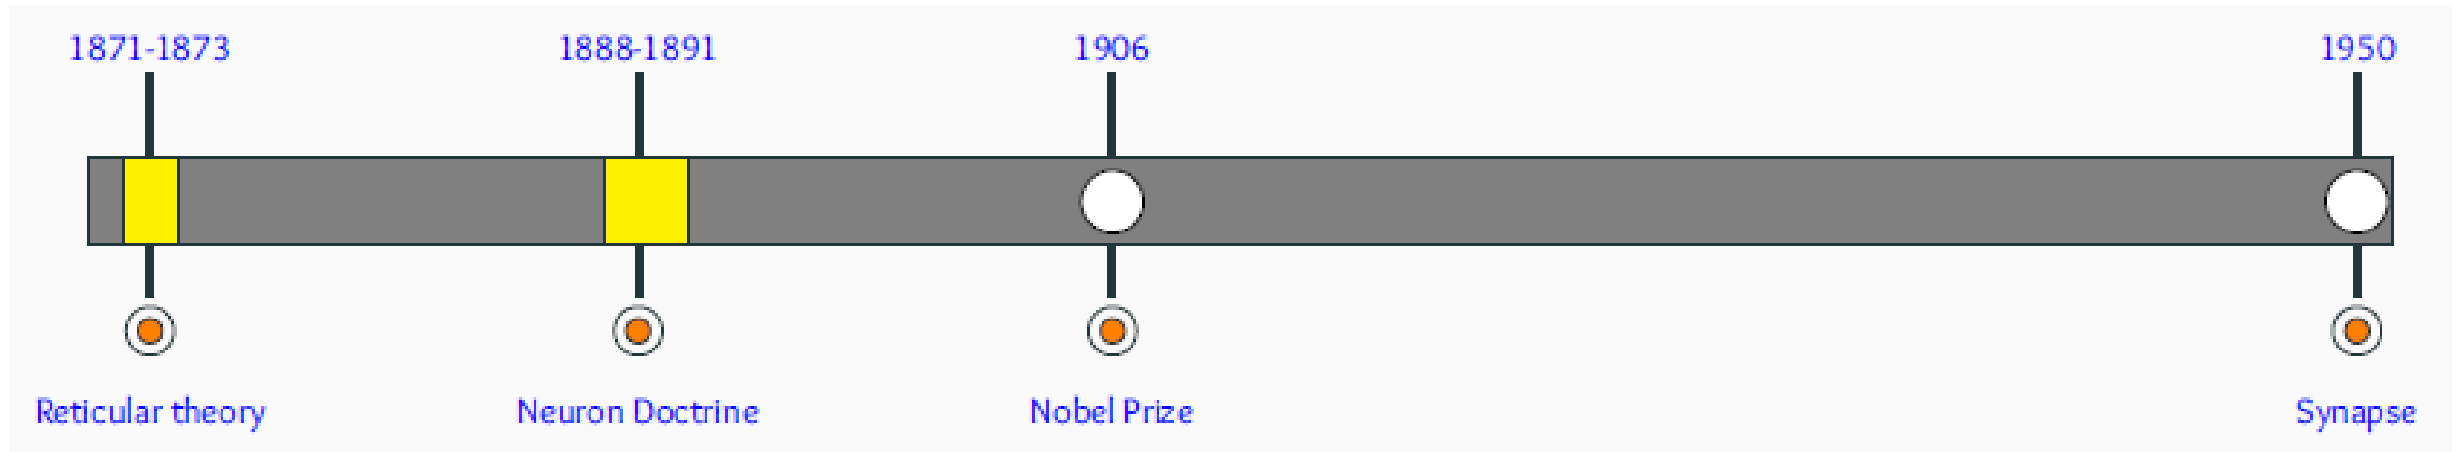 1871-1873
1888-1891
1906
1950
Reticular theory
Neuron Doctrine
Nobel Prize
Synapse